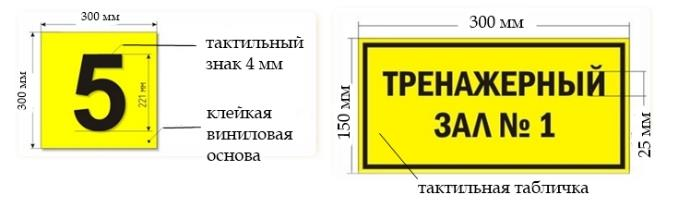 300 мм
300 мм
5
221 мм
тактильный
знак 4 мм
клейкая
виниловая
основа
300 мм
150 мм
ТРЕНАЖЕРНЫЙ
ЗАЛ № 1
25 мм
тактильная табличка